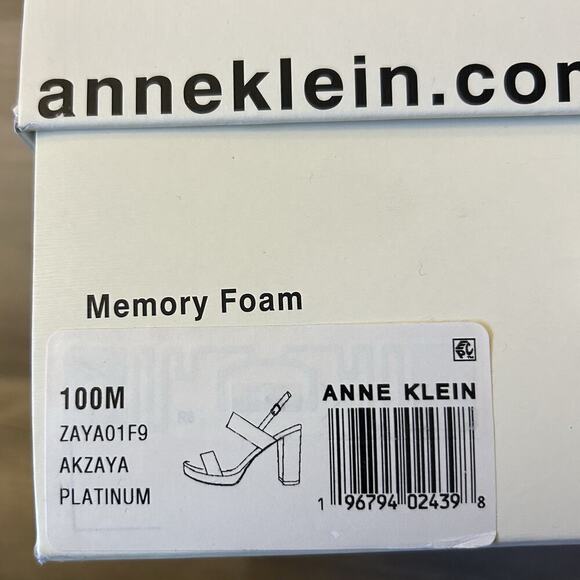 anneklein.com
Memory Foam
100M
ZAYA01F9
AKZAYA
PLATINUM
ANNE KLEIN
1 96794 02439 8